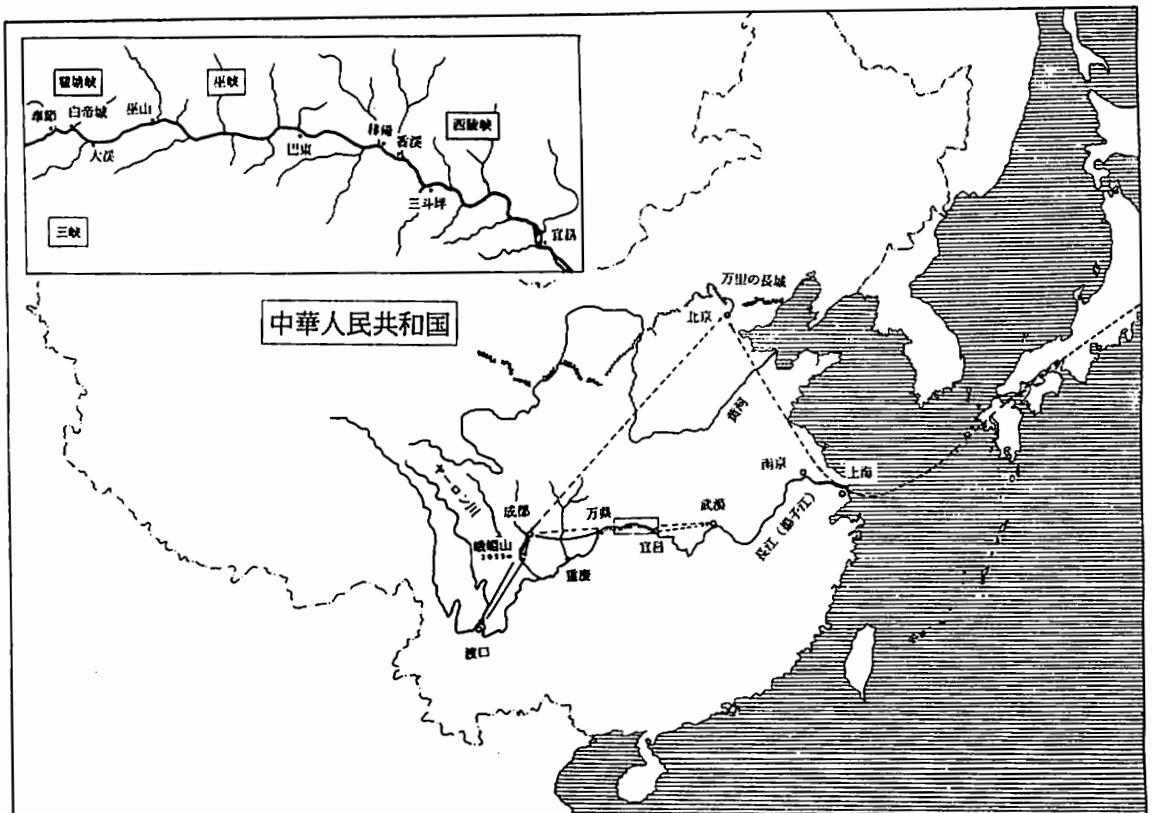 瞿塘峡
巫峡
西陵峡
奉節
白帝城
巫山
大渓
巴東
秭帰
香渓
三斗坪
宜昌
三峡
中華人民共和国
万里の長城
北京
黄河
南京
上海
長江(揚子江)
武漢
宜昌
万県
成都
重慶
峨嵋山
渡口